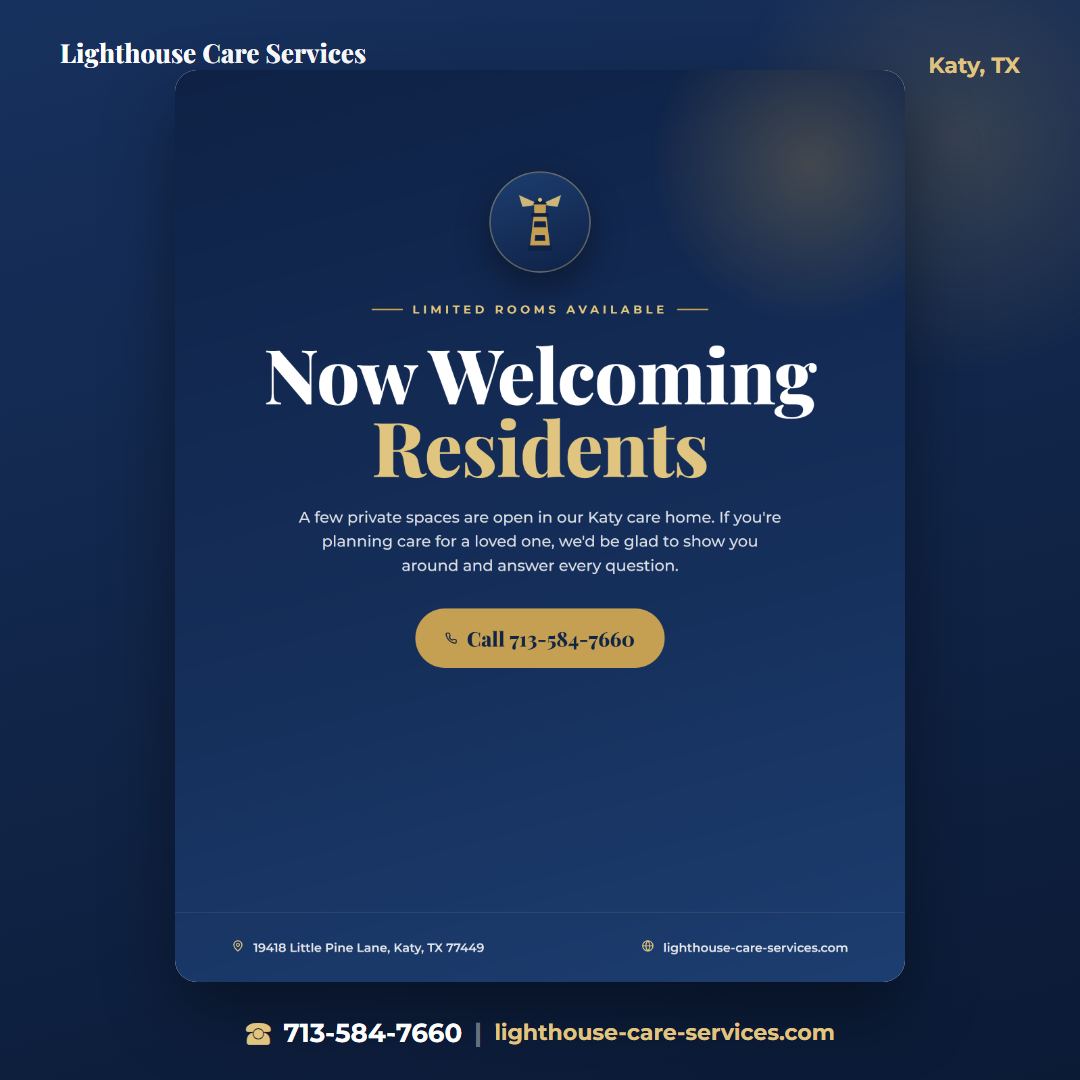 Lighthouse Care Services
Katy, TX
LIMITED ROOMS AVAILABLE
Now Welcoming
Residents
A few private spaces are open in our Katy care home. If you're
planning care for a loved one, we'd be glad to show you
around and answer every question.
Call 713-584-7660
19418 Little Pine Lane, Katy, TX 77449
lighthouse-care-services.com
713-584-7660 | lighthouse-care-services.com